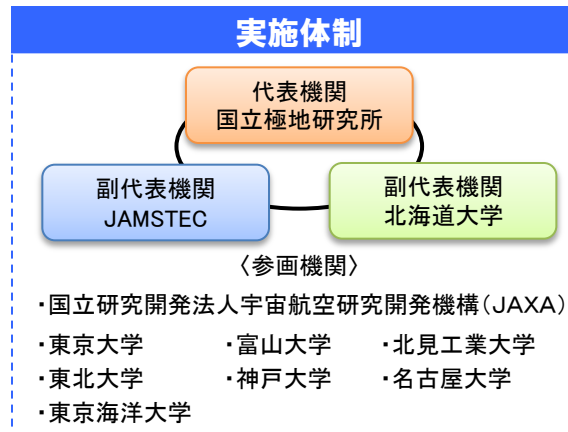 実施体制
代表機関
国立極地研究所
副代表機関
JAMSTEC
副代表機関
北海道大学
〈参画機関〉
・国立研究開発法人宇宙航空研究開発機構(JAXA)
・東京大学 ・富山大学 ・北見工業大学
・東北大学 ・神戸大学 ・名古屋大学
・東京海洋大学